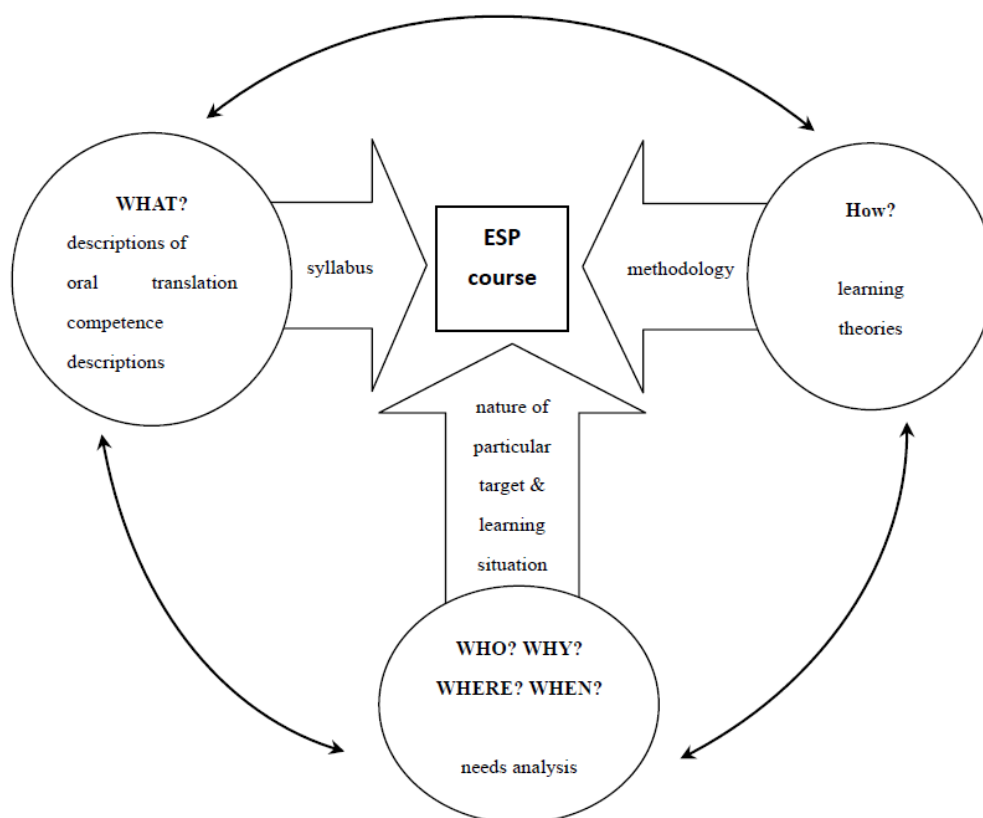 WHAT?
descriptions of
oral translation
competence
descriptions
syllabus
ESP
course
methodology
How?
learning
theories
nature of
particular
target &
learning
situation
WHO? WHY?
WHERE? WHEN?
needs analysis